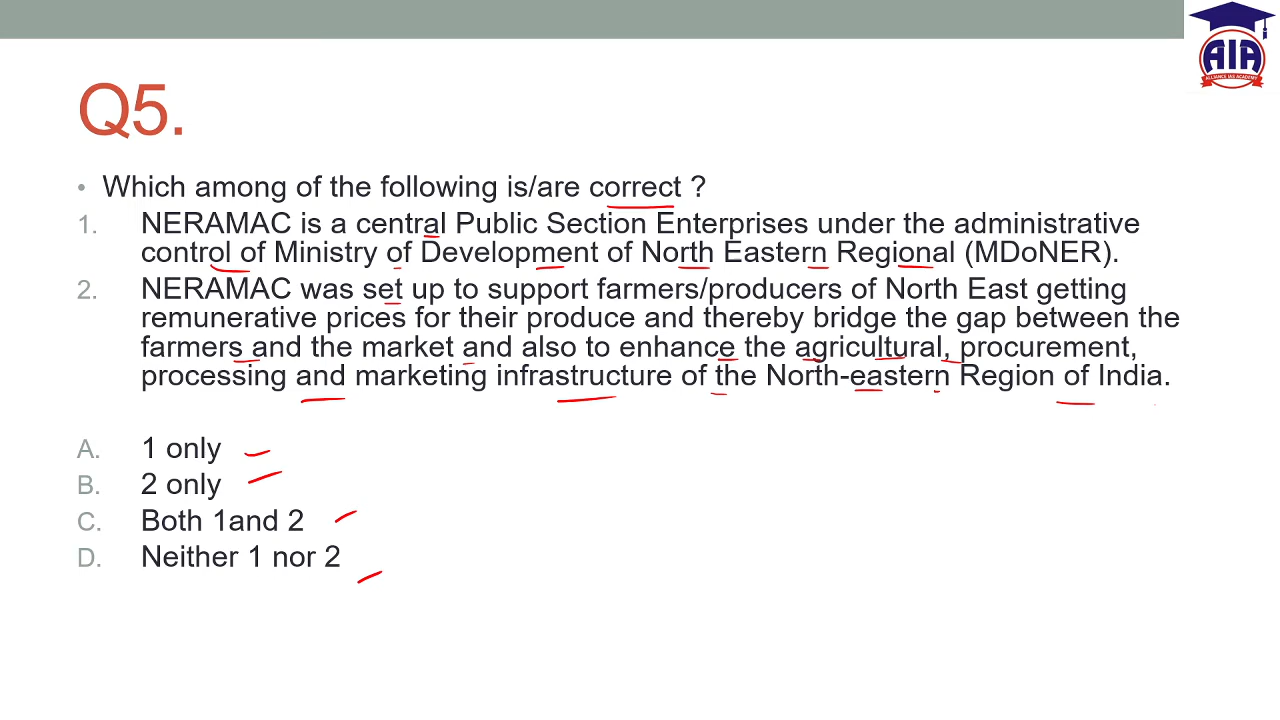 AIA
ALLIANCE IAS ACADEMY
Q5.
• Which among of the following is/are correct ?
1. NERAMAC is a central Public Section Enterprises under the administrative
control of Ministry of Development of North Eastern Regional (MDoNER).
2. NERAMAC was set up to support farmers/producers of North East getting
remunerative prices for their produce and thereby bridge the gap between the
farmers and the market and also to enhance the agricultural, procurement,
processing and marketing infrastructure of the North-eastern Region of India.
A. 1 only
B. 2 only
C. Both 1and 2
D. Neither 1 nor 2